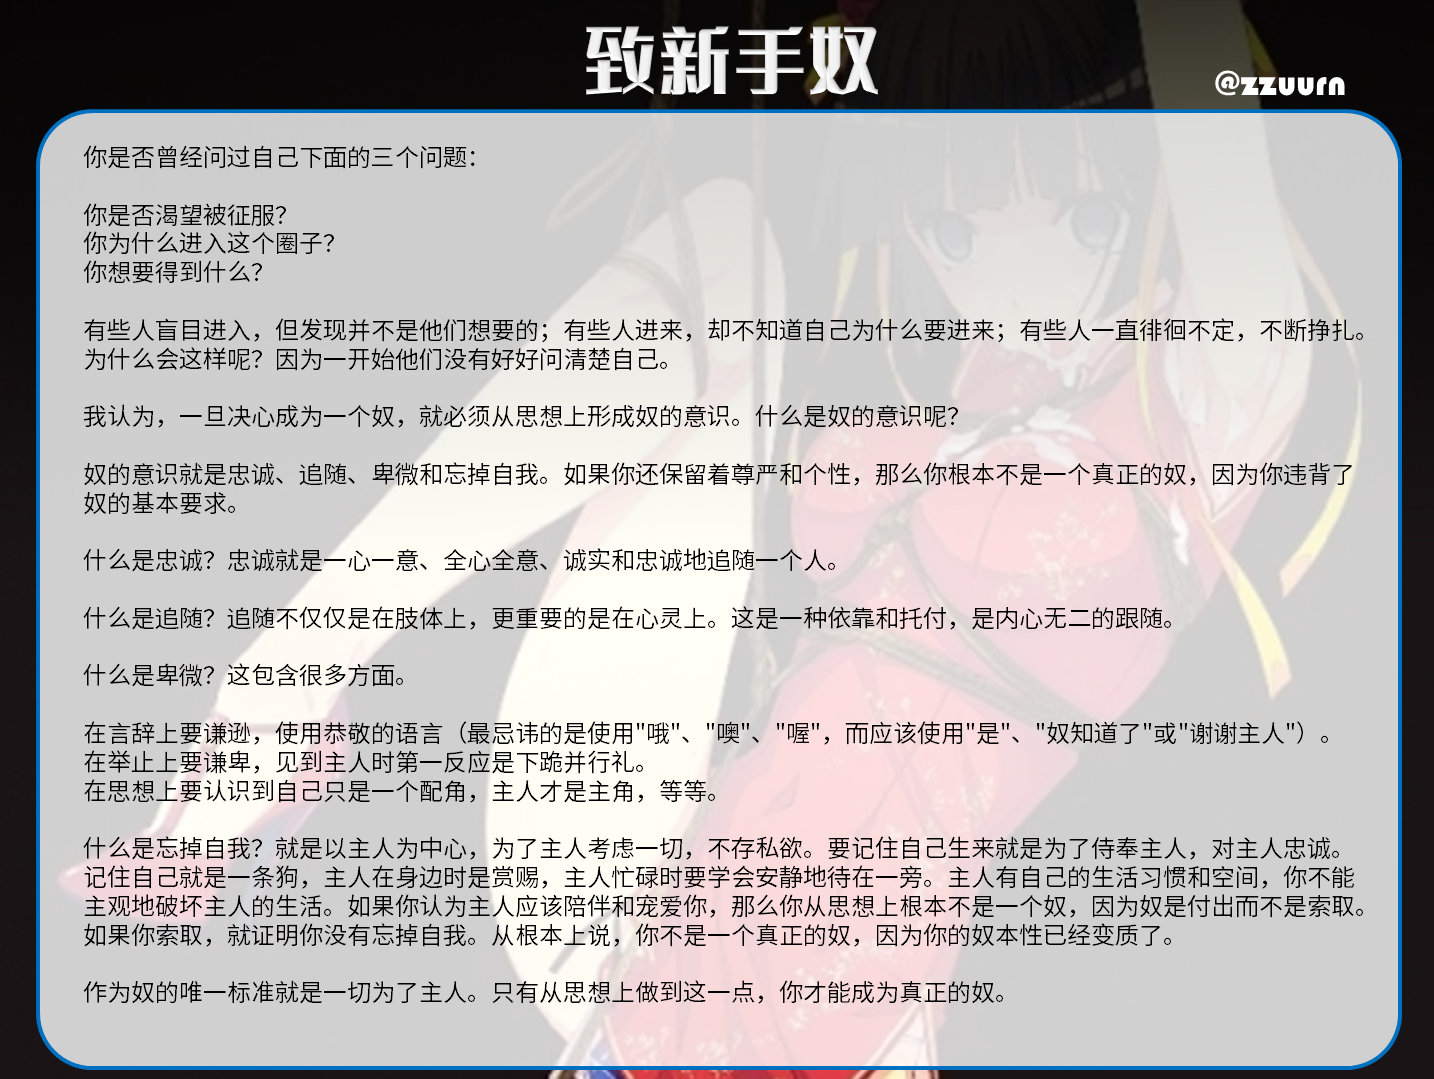 致新手奴
@zzuurn
你是否曾经问过自己下面的三个问题：
你是否渴望被征服？
你为什么进入这个圈子？
你想要得到什么？
有些人盲目进入，但发现并不是他们想要的；有些人进来，却不知道自己为什么要进来；有些人一直徘徊不定，不断挣扎。
为什么会这样呢？因为一开始他们没有好好问清楚自己。
我认为，一旦决心成为一个奴，就必须从思想上形成奴的意识。什么是奴的意识呢？
奴的意识就是忠诚、追随、卑微和忘掉自我。如果你还保留着尊严和个性，那么你根本不是一个真正的奴，因为你违背了
奴的基本要求。
什么是忠诚？忠诚就是一心一意、全心全意、诚实和忠诚地追随一个人。
什么是追随？追随不仅仅是在肢体上，更重要的是在心灵上。这是一种依靠和托付，是内心无二的跟随。
什么是卑微？这包含很多方面。
在言辞上要谦逊，使用恭敬的语言（最忌讳的是使用"哦"、"噢"、"喔"，而应该使用"是"、"奴知道了"或"谢谢主人"）。
在举止上要谦卑，见到主人时第一反应是下跪并行礼。
在思想上要认识到自己只是一个配角，主人才是主角，等等。
什么是忘掉自我？就是以主人为中心，为了主人考虑一切，不存私欲。要记住自己生来就是为了侍奉主人，对主人忠诚。
记住自己就是一条狗，主人在身边时是赏赐，主人忙碌时要学会安静地待在一旁。主人有自己的生活习惯和空间，你不能
主观地破坏主人的生活。如果你认为主人应该陪伴和宠爱你，那么你从思想上根本不是一个奴，因为奴是付出而不是索取。
如果你索取，就证明你没有忘掉自我。从根本上说，你不是一个真正的奴，因为你的奴本性已经变质了。
作为奴的唯一标准就是一切为了主人。只有从思想上做到这一点，你才能成为真正的奴。